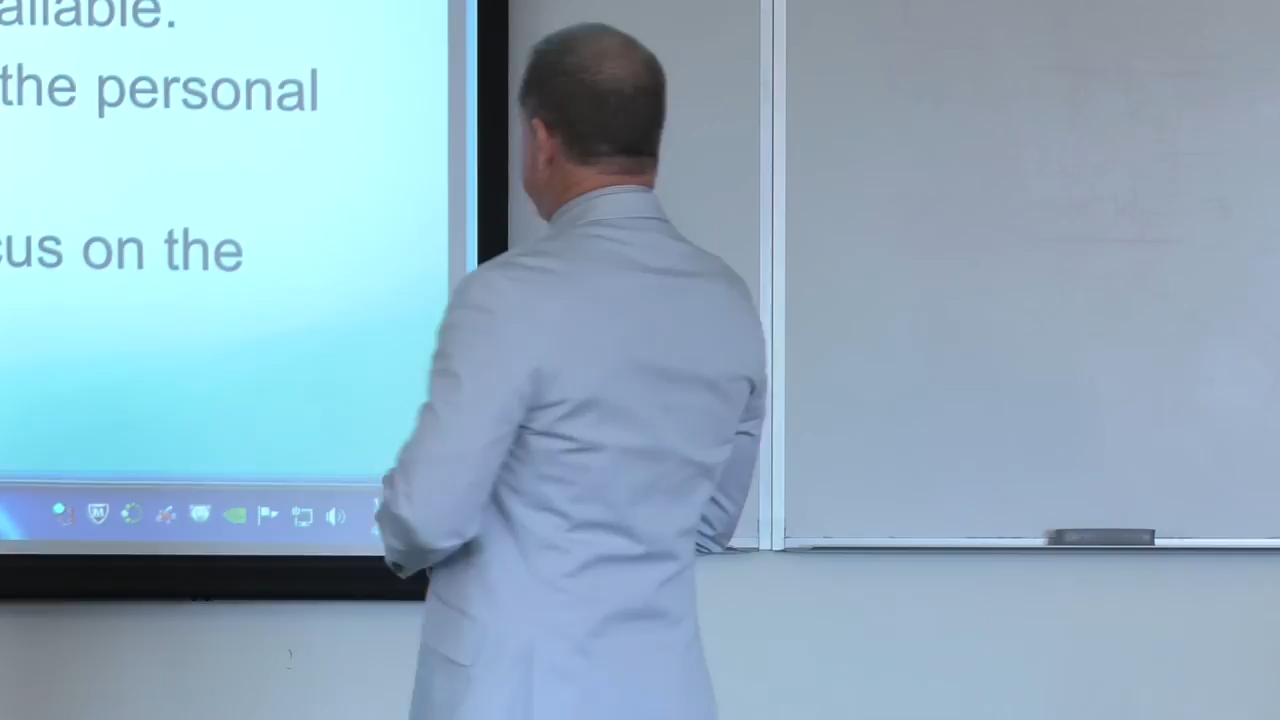 ailable.
the personal
cus on the